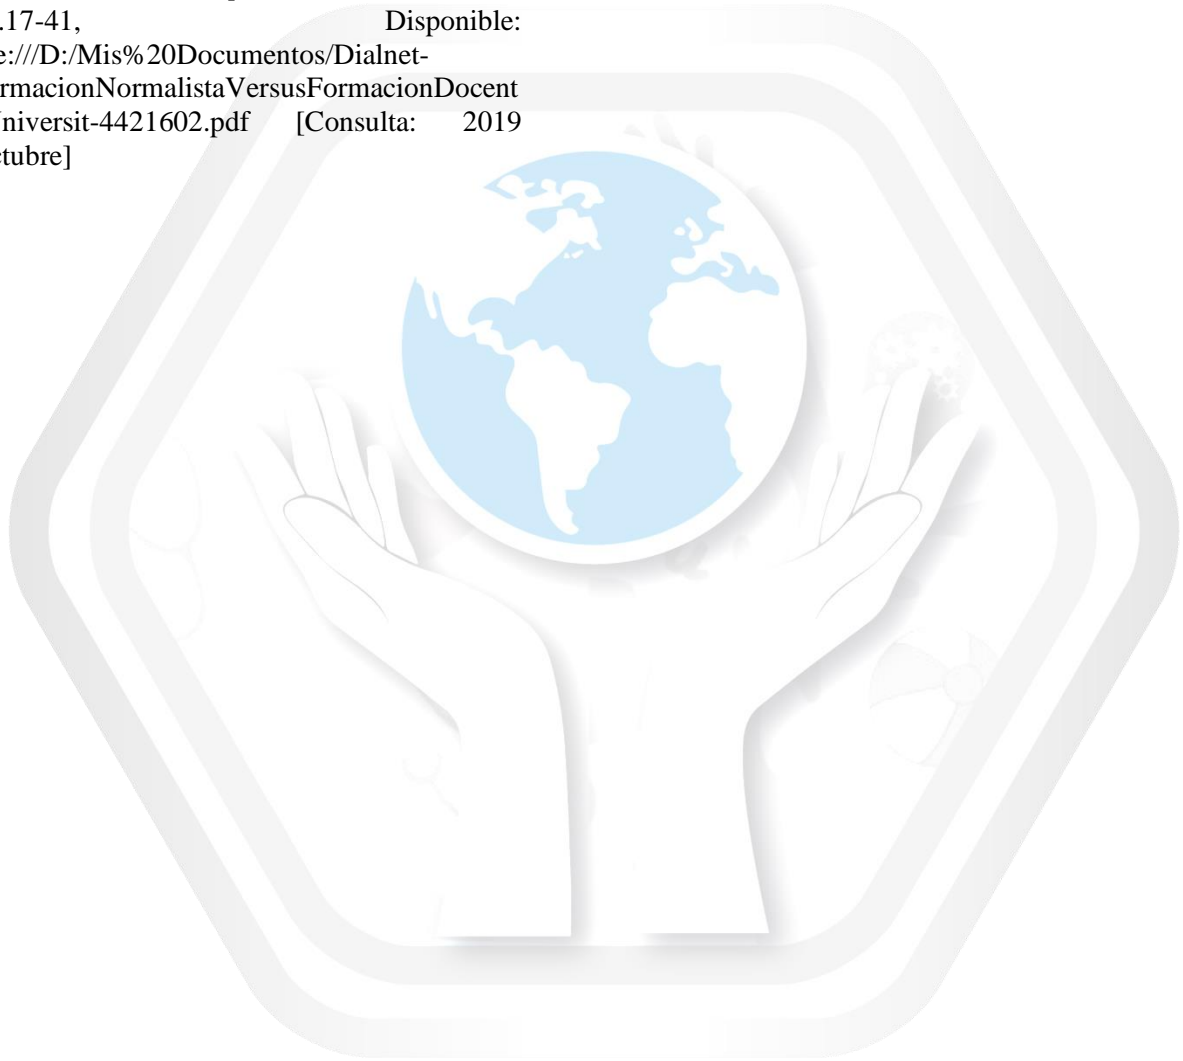 .17-41, Disponible:
e:///D:/Mis%20Documentos/Dialnet-
rmacionNormalistaVersusFormacionDocent
niversit-4421602.pdf [Consulta: 2019
ctubre]